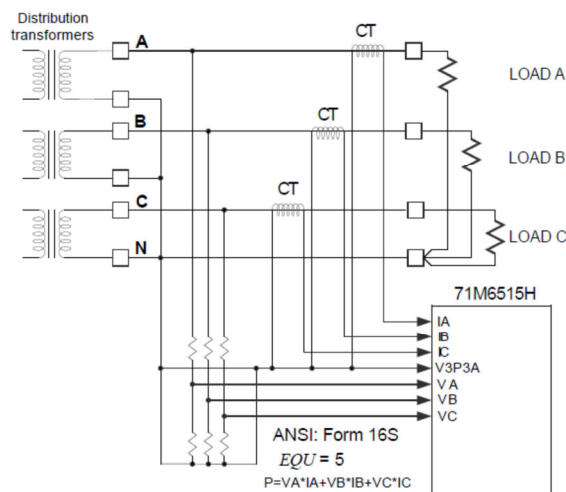 Distribution
transformers
A
CT
LOAD A
B
CT
LOAD B
C
CT
N
LOAD C
71M6515H
IA
IB
IC
V3P3A
VA
VB
VC
ANSI: Form 16S
EQU = 5
P=VA*IA+VB*IB+VC*IC